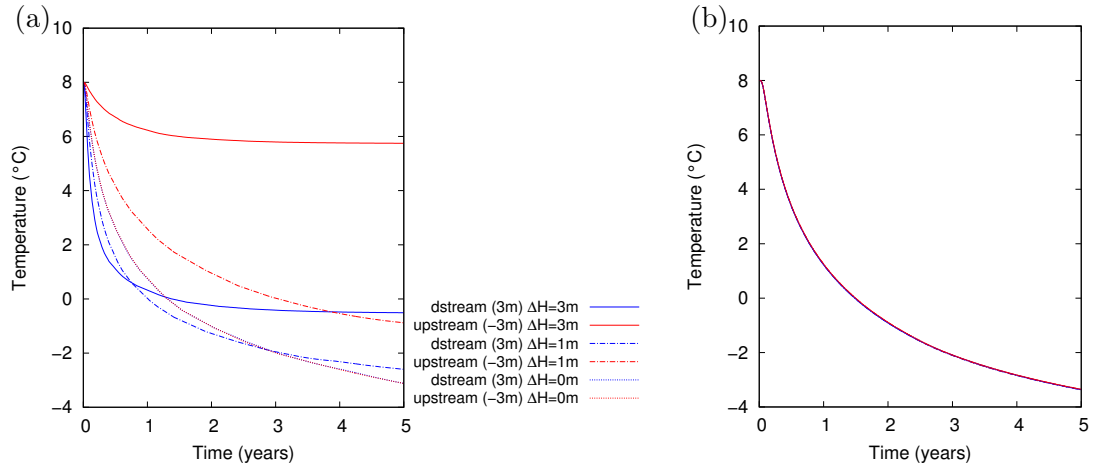 (a)
10
8
6
4
2
0
−2
−4
Temperature (°C)
0 1 2 3 4 5
Time (years)
dstream (3m) ΔH=3m
upstream (−3m) ΔH=3m
dstream (3m) ΔH=1m
upstream (−3m) ΔH=1m
dstream (3m) ΔH=0m
upstream (−3m) ΔH=0m
(b)
10
8
6
4
2
0
−2
−4
Temperature (°C)
0 1 2 3 4 5
Time (years)